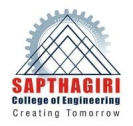 SAPTHAGIRI
College of Engineering
Creating Tomorrow